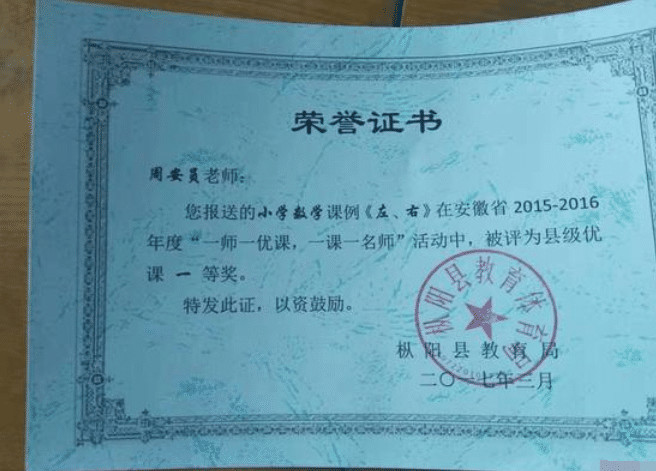 荣誉证书
周安员老师：
您报送的小学数学课例《左、右》在安徽省 2015-2016
年度“一师一优课，一课一名师”活动中，被评为县级优
课 一 等奖。
特发此证，以资鼓励。
枞阳县教育体育局
枞阳县教育局
二〇一七年三月